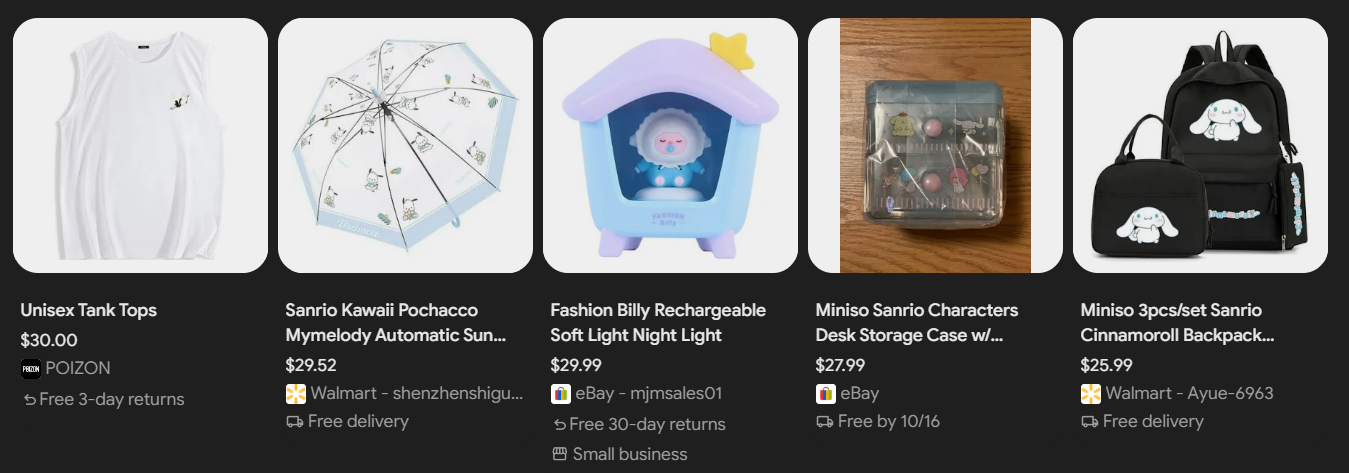 Unisex Tank Tops
$30.00
POIZON
POIZON
Free 3-day returns
Sanrio Kawaii Pochacco
Mymelody Automatic Sun...
$29.52
Walmart - shenzhenshigu...
Free delivery
FASHION
Fashion Billy Rechargeable
Soft Light Night Light
$29.99
eBay - mjmsales01
Free 30-day returns
Small business
Miniso Sanrio Characters
Desk Storage Case w/...
$27.99
eBay
Free by 10/16
Miniso 3pcs/set Sanrio
Cinnamoroll Backpack...
$25.99
Walmart - Ayue-6963
Free delivery